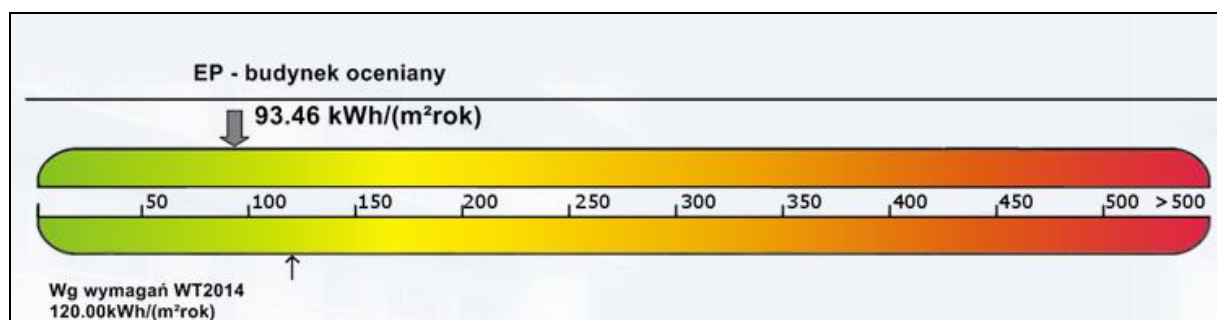 EP - budynek oceniany
93.46 kWh/(m²rok)
50 100 150 200 250 300 350 400 450 500 >500
Wg wymagań WT2014
120.00kWh/(m²rok)